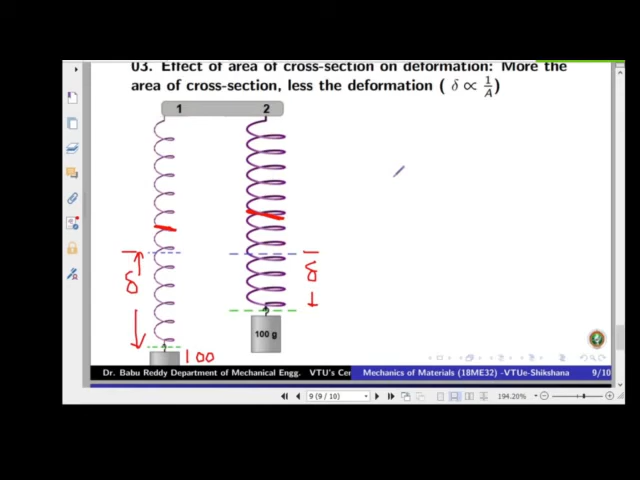 03. Effect of area of cross-section on deformation: More the
area of cross-section, less the deformation ( δ ∝ 1/A)
1 2
δ δ
100 g
100
Dr. Babu Reddy Department of Mechanical Engg. VTU's Cer Mechanics of Materials (18ME32) -VTUe-Shikshana 9/10
9 (9 / 10) 194.20%